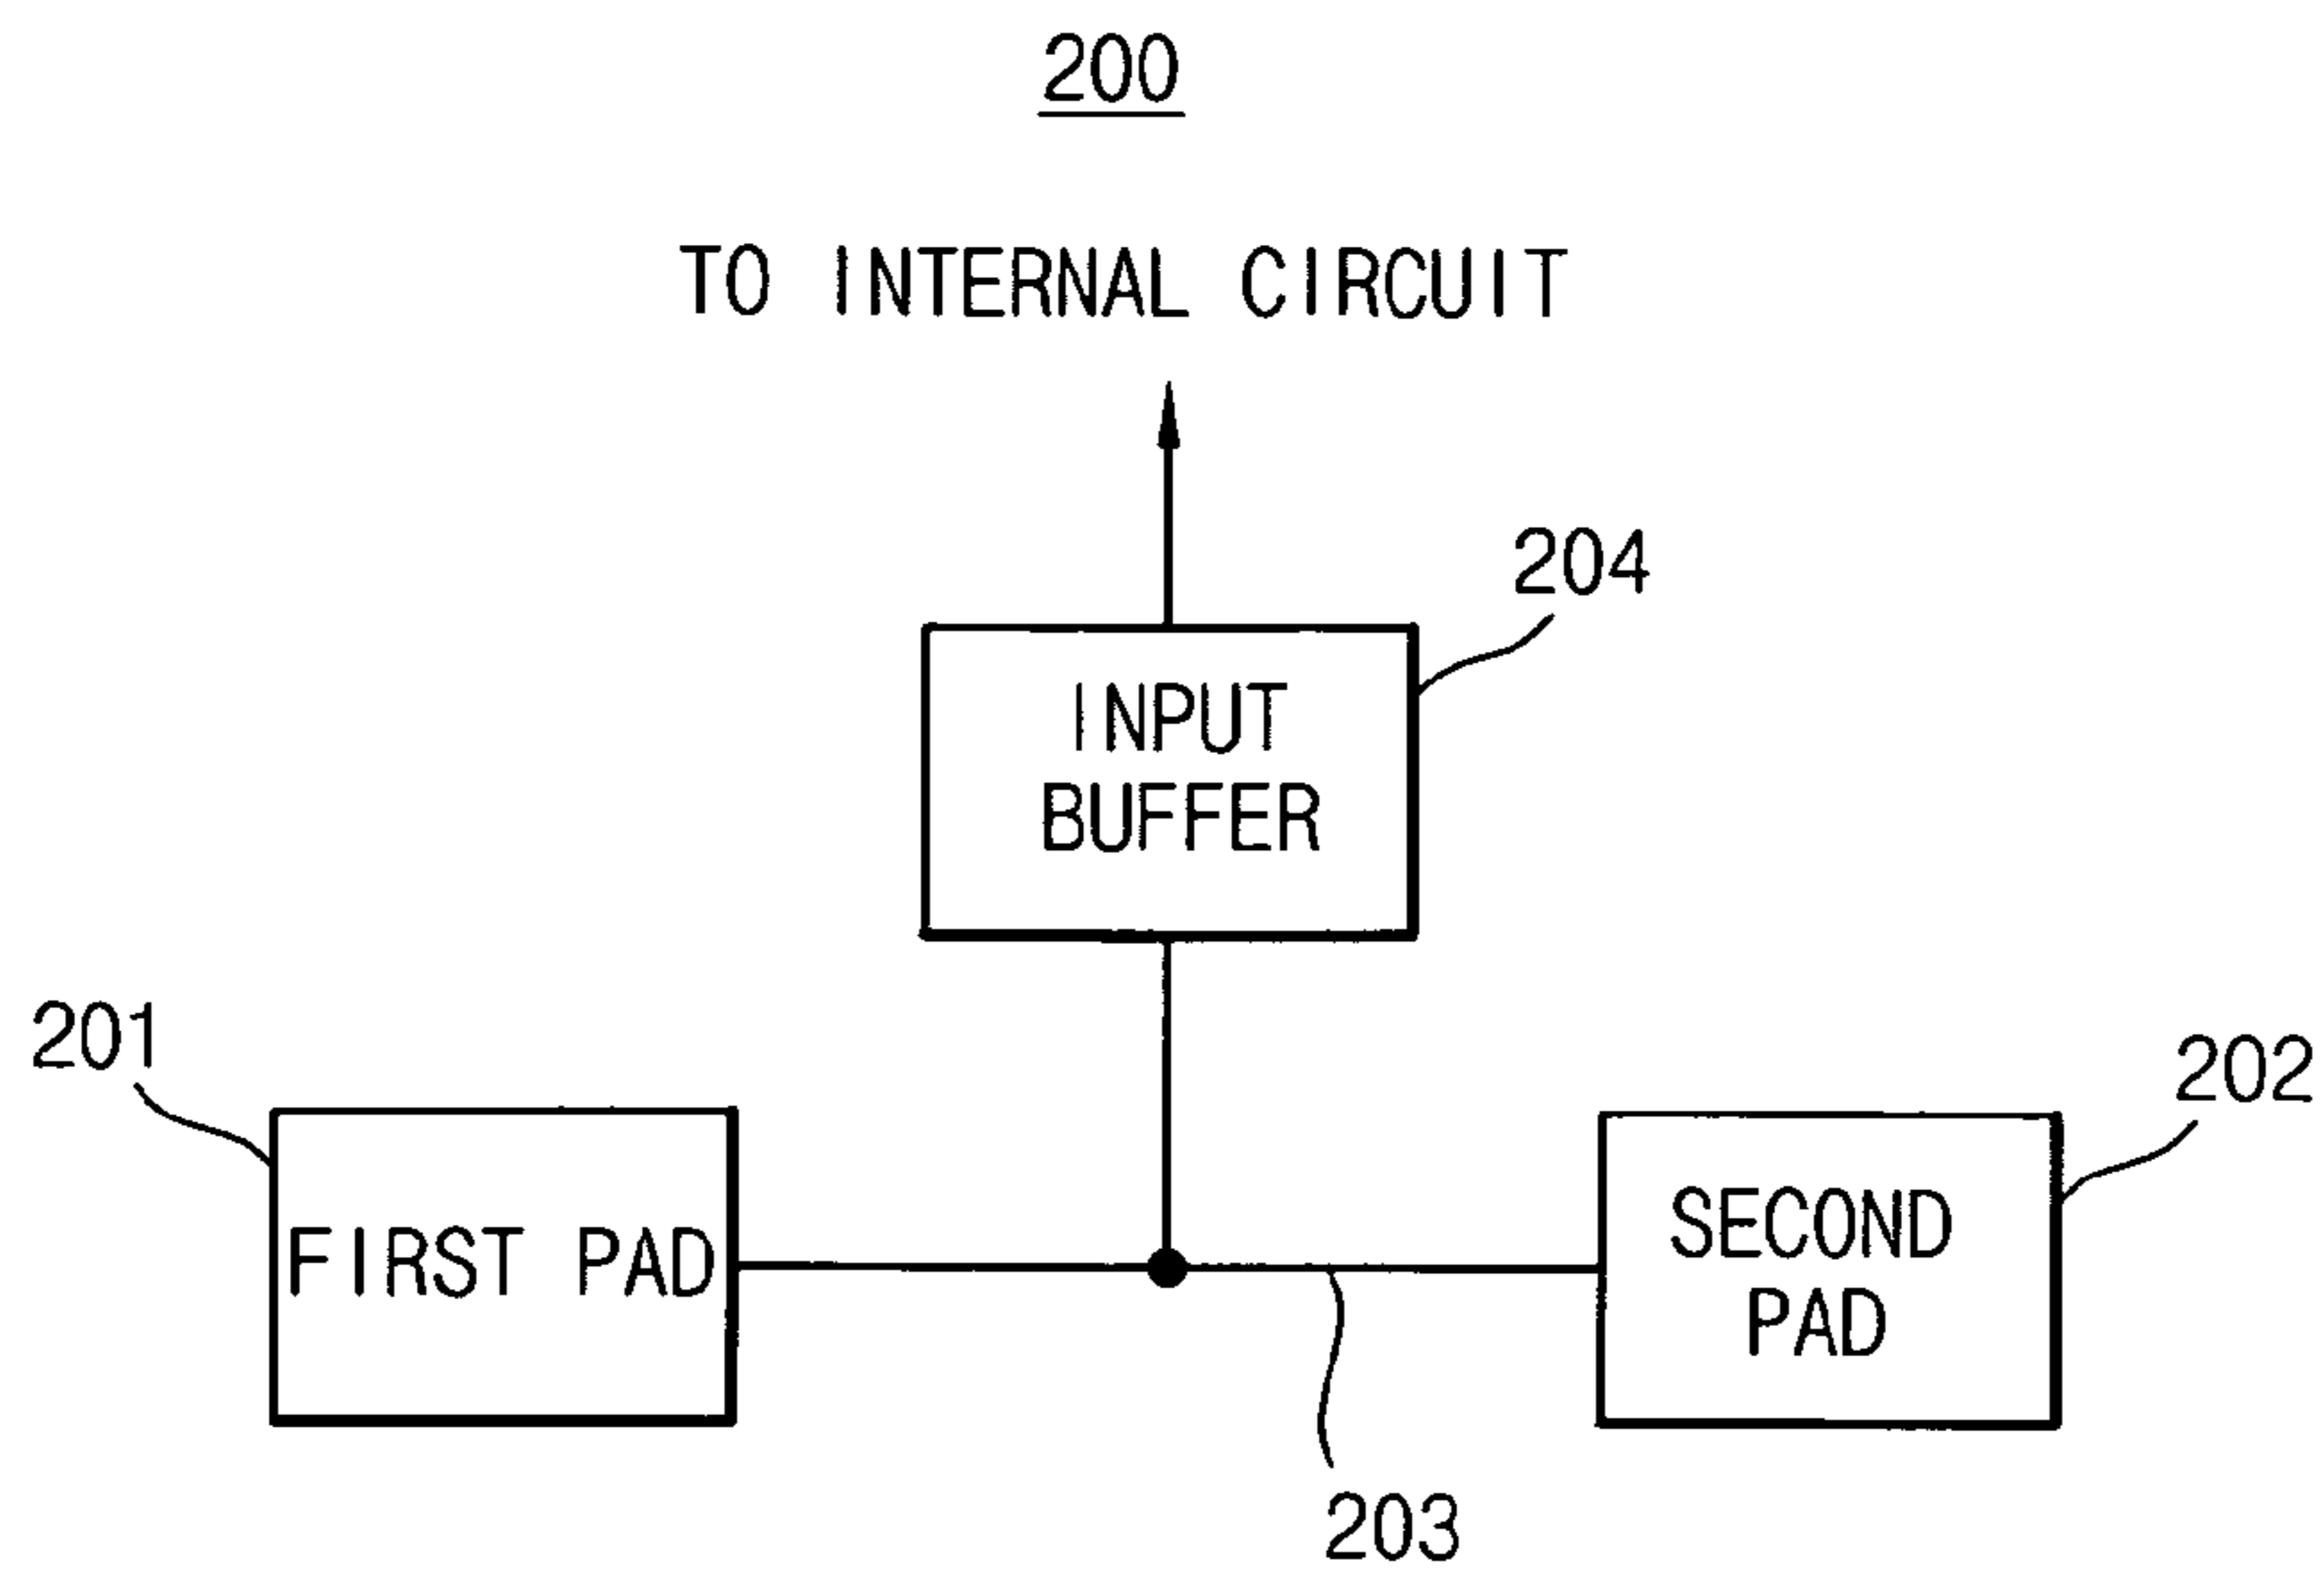 200
TO INTERNAL CIRCUIT
204
INPUT
BUFFER
201
202
FIRST PAD
SECOND
PAD
203